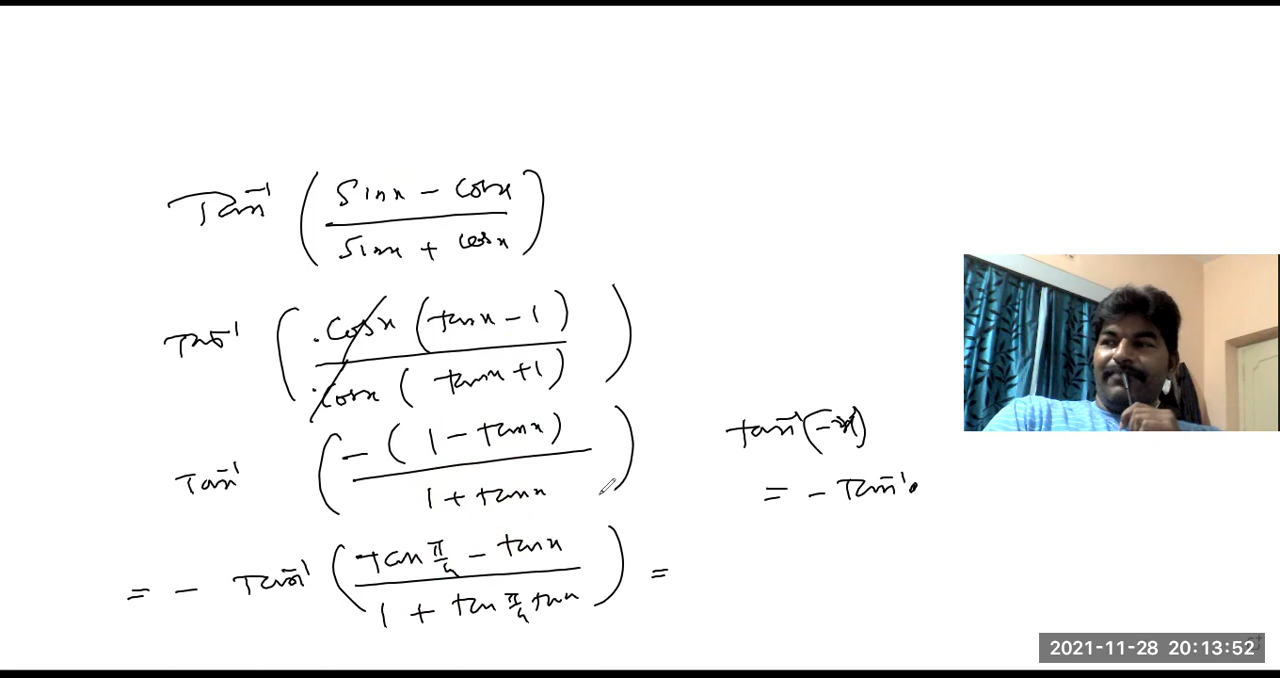 Tan⁻¹ ( (Sinx - Cosx) / (Sinx + Cosx) )
Tan⁻¹ ( .Cosx (tanx - 1) / .Cosx (tanx + 1) )
Tan⁻¹ ( -(1 - tanx) / (1 + tanx) )
tan⁻¹(-x)
= - Tan⁻¹
= - Tan⁻¹ ( (tan π/4 - tanx) / (1 + tan π/4 tanx) ) =
2021-11-28 20:13:52